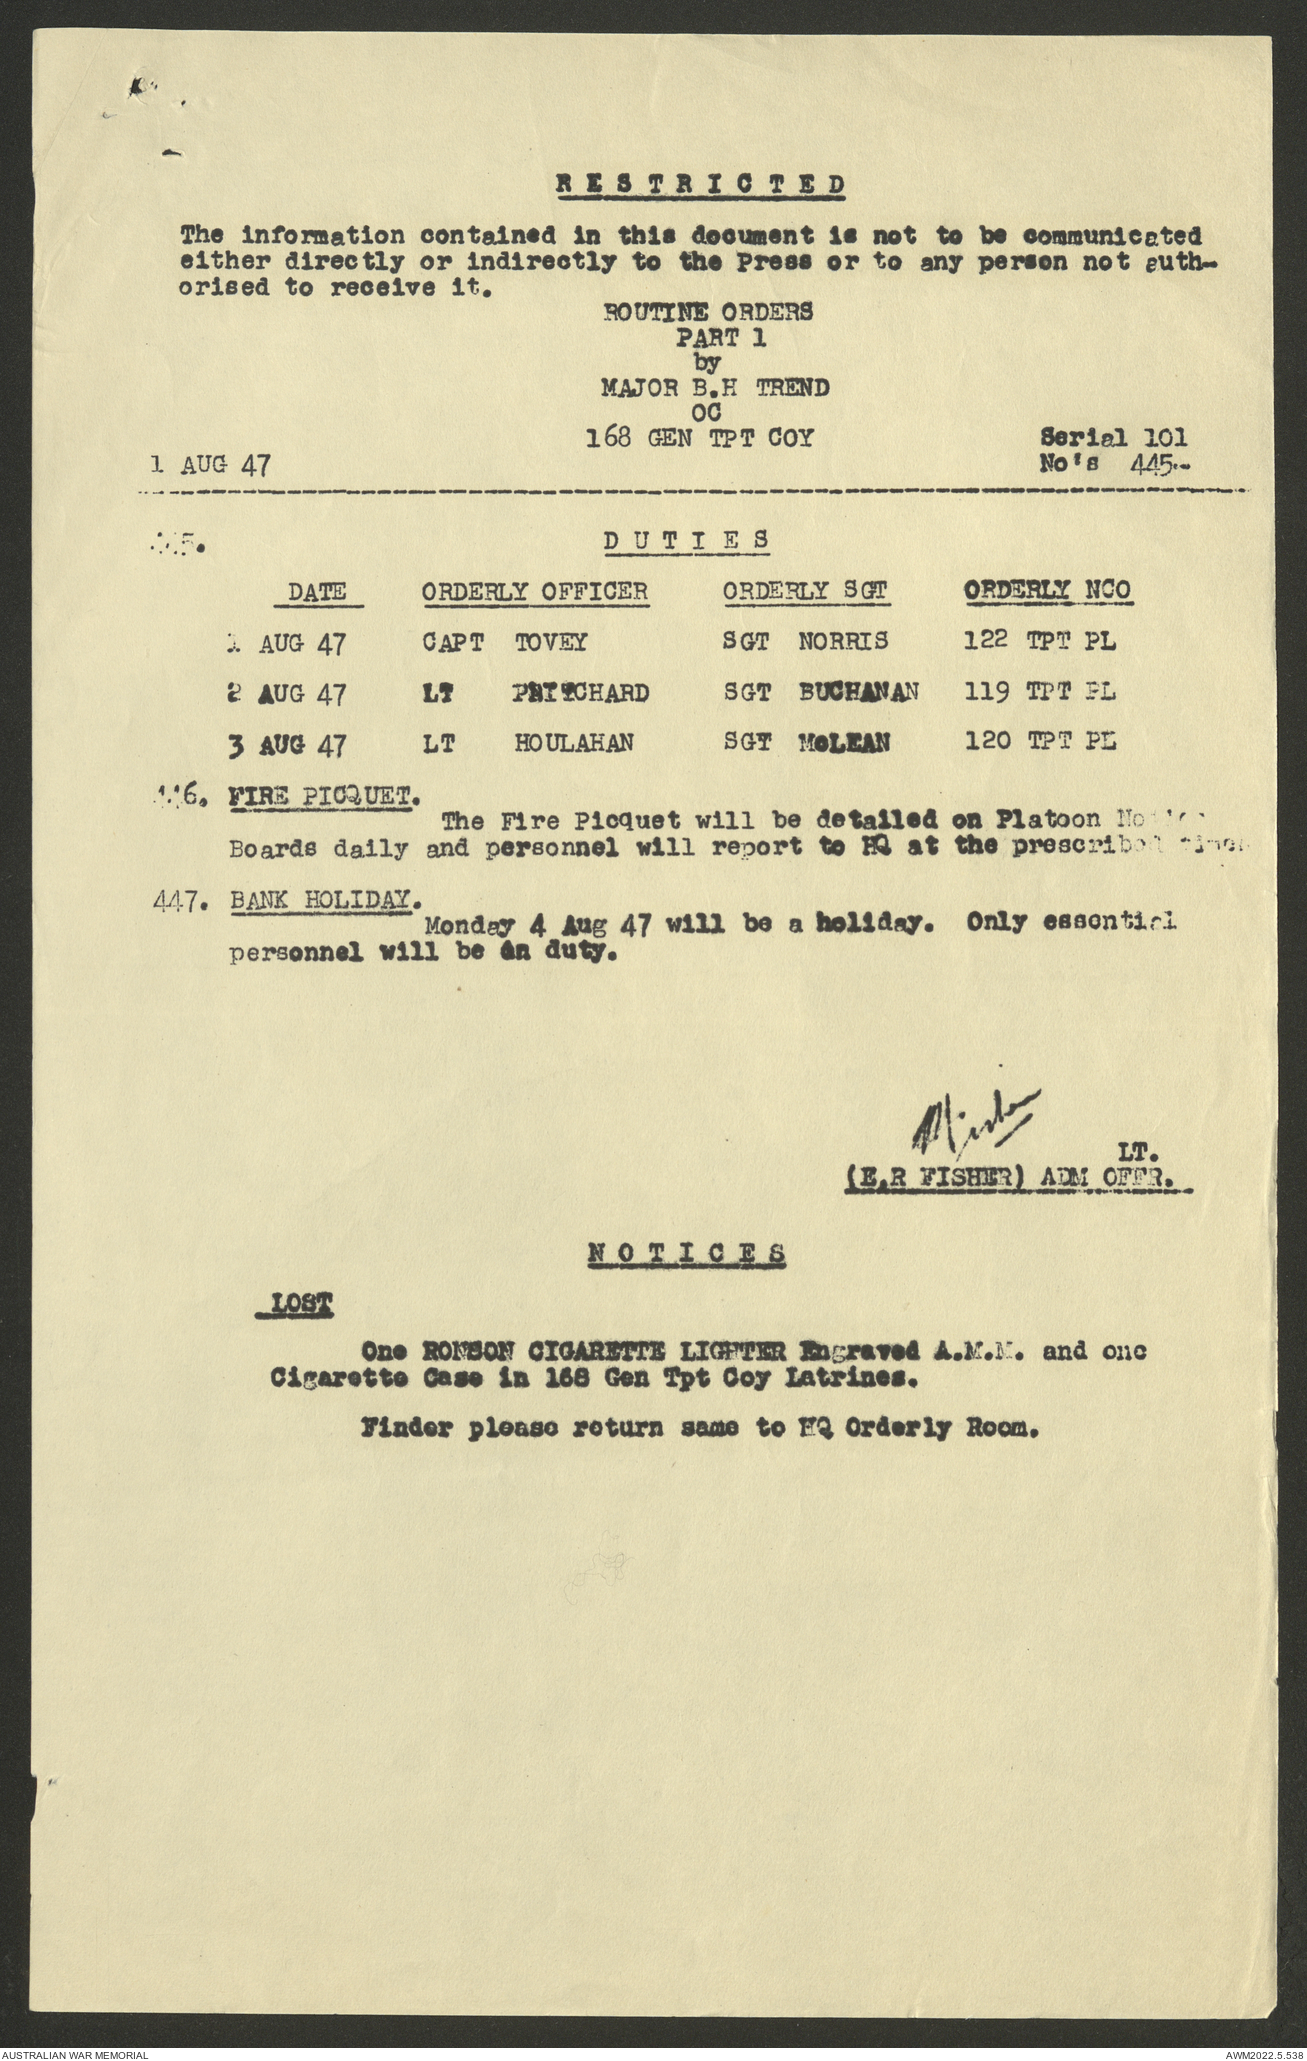 RESTRICTED
The information contained in this document is not to be communicated
either directly or indirectly to the Press or to any person not auth-
orised to receive it.
ROUTINE ORDERS
PART 1
by
MAJOR B.H TREND
OC
168 GEN TPT COY
Serial 101
1 AUG 47 No's 445--
445. DUTIES
DATE ORDERLY OFFICER ORDERLY SGT ORDERLY NCO
1 AUG 47 CAPT TOVEY SGT NORRIS 122 TPT PL
2 AUG 47 LT PRITCHARD SGT BUCHANAN 119 TPT PL
3 AUG 47 LT HOULAHAN SGT McLEAN 120 TPT PL
446. FIRE PICQUET.
The Fire Picquet will be detailed on Platoon Notice
Boards daily and personnel will report to HQ at the prescribed times
447. BANK HOLIDAY.
Monday 4 Aug 47 will be a holiday. Only essential
personnel will be on duty.
LT.
(E.R FISHER) ADM OFFR.
NOTICES
LOST
One RONSON CIGARETTE LIGHTER Engraved A.M.M. and one
Cigarette Case in 168 Gen Tpt Coy Latrines.
Finder please return same to HQ Orderly Room.
AUSTRALIAN WAR MEMORIAL AWM2022.5.538